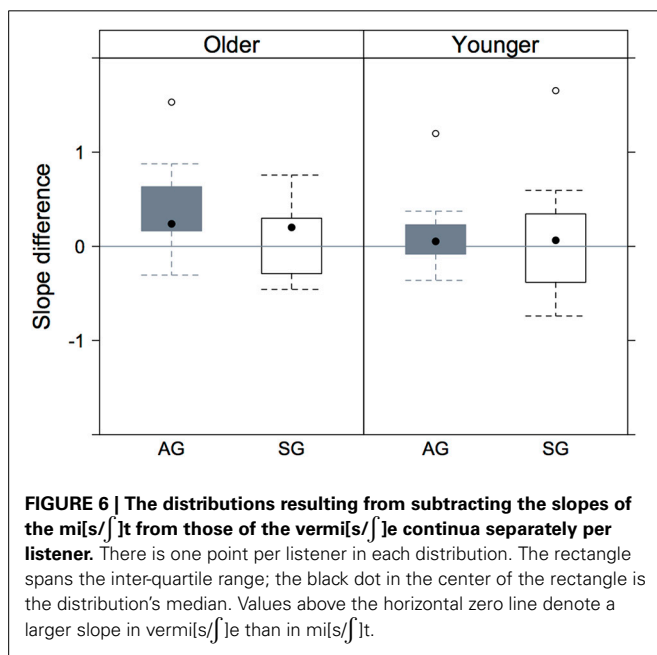 Older Younger
Slope difference
1
0
-1
AG SG AG SG
FIGURE 6 | The distributions resulting from subtracting the slopes of
the mi[s/ʃ]t from those of the vermi[s/ʃ]e continua separately per
listener. There is one point per listener in each distribution. The rectangle
spans the inter-quartile range; the black dot in the center of the rectangle is
the distribution's median. Values above the horizontal zero line denote a
larger slope in vermi[s/ʃ]e than in mi[s/ʃ]t.